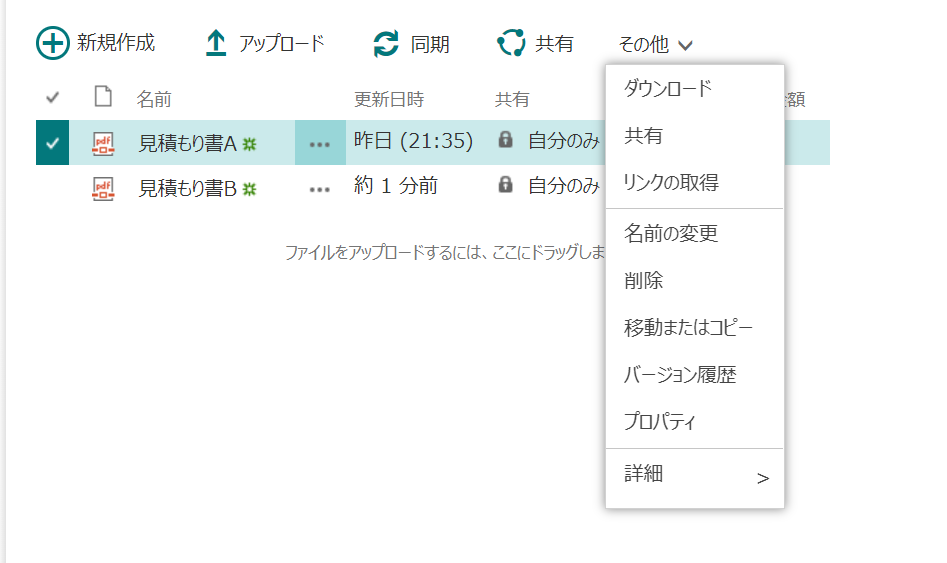 新規作成 アップロード 同期 共有 その他
名前 更新日時 共有 額
見積もり書A ... 昨日 (21:35) 自分のみ
見積もり書B ... 約 1 分前 自分のみ
ファイルをアップロードするには、ここにドラッグしま
ダウンロード
共有
リンクの取得
名前の変更
削除
移動またはコピー
バージョン履歴
プロパティ
詳細 >